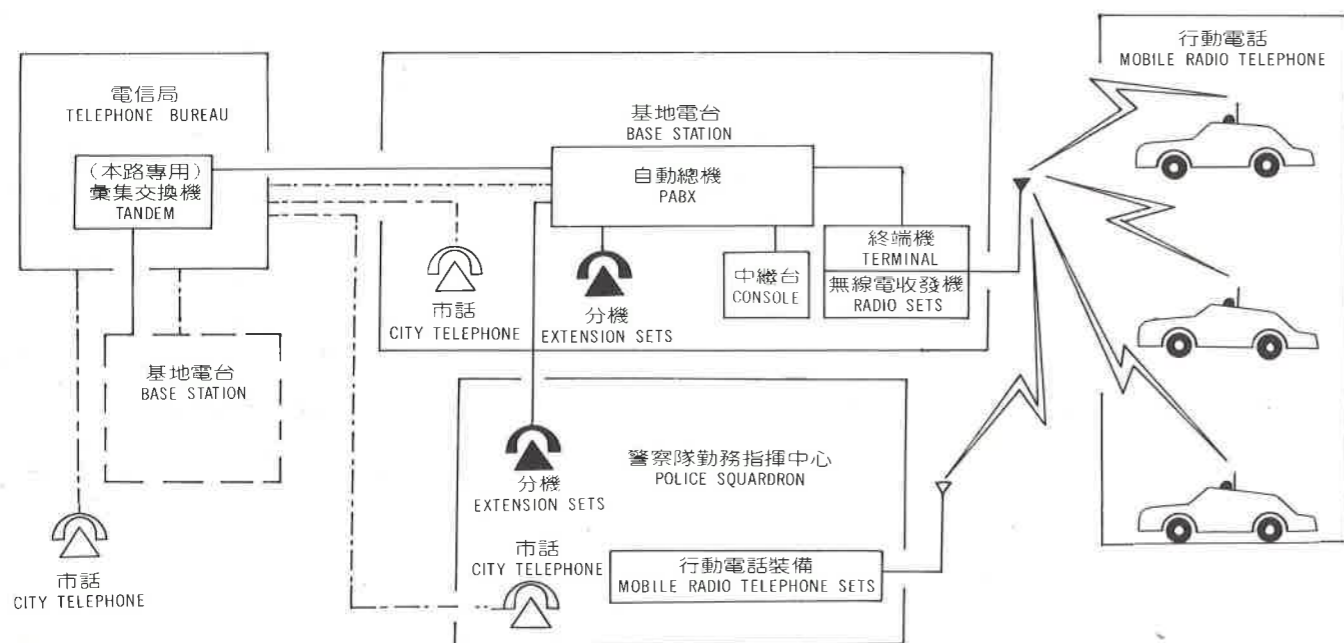 電信局
TELEPHONE BUREAU
（本路專用）
彙集交換機
TANDEM
基地電台
BASE STATION
市話
CITY TELEPHONE
基地電台
BASE STATION
自動總機
PABX
市話
CITY TELEPHONE
分機
EXTENSION SETS
中繼台
CONSOLE
終端機
TERMINAL
無線電收發機
RADIO SETS
警察隊勤務指揮中心
POLICE SQUARDRON
分機
EXTENSION SETS
市話
CITY TELEPHONE
行動電話裝備
MOBILE RADIO TELEPHONE SETS
行動電話
MOBILE RADIO TELEPHONE